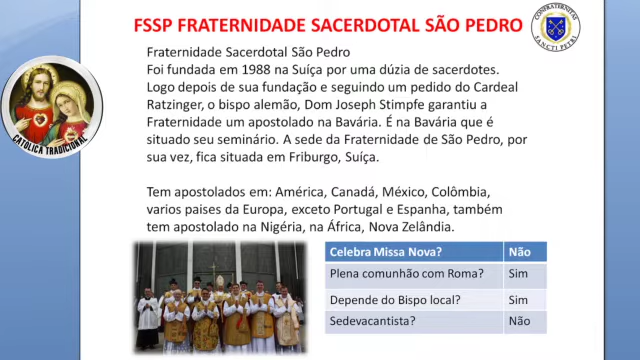 FSSP FRATERNIDADE SACERDOTAL SÃO PEDRO
CONFRATERNITAS
SANCTI PETRI
Fraternidade Sacerdotal São Pedro
Foi fundada em 1988 na Suíça por uma dúzia de sacerdotes.
Logo depois de sua fundação e seguindo um pedido do Cardeal
Ratzinger, o bispo alemão, Dom Joseph Stimpfe garantiu a
Fraternidade um apostolado na Bavária. É na Bavária que é
situado seu seminário. A sede da Fraternidade de São Pedro, por
sua vez, fica situada em Friburgo, Suíça.
CATÓLICA TRADICIONAL
Tem apostolados em: América, Canadá, México, Colômbia,
varios paises da Europa, exceto Portugal e Espanha, também
tem apostolado na Nigéria, na África, Nova Zelândia.
Celebra Missa Nova? Não
Plena comunhão com Roma? Sim
Depende do Bispo local? Sim
Sedevacantista? Não